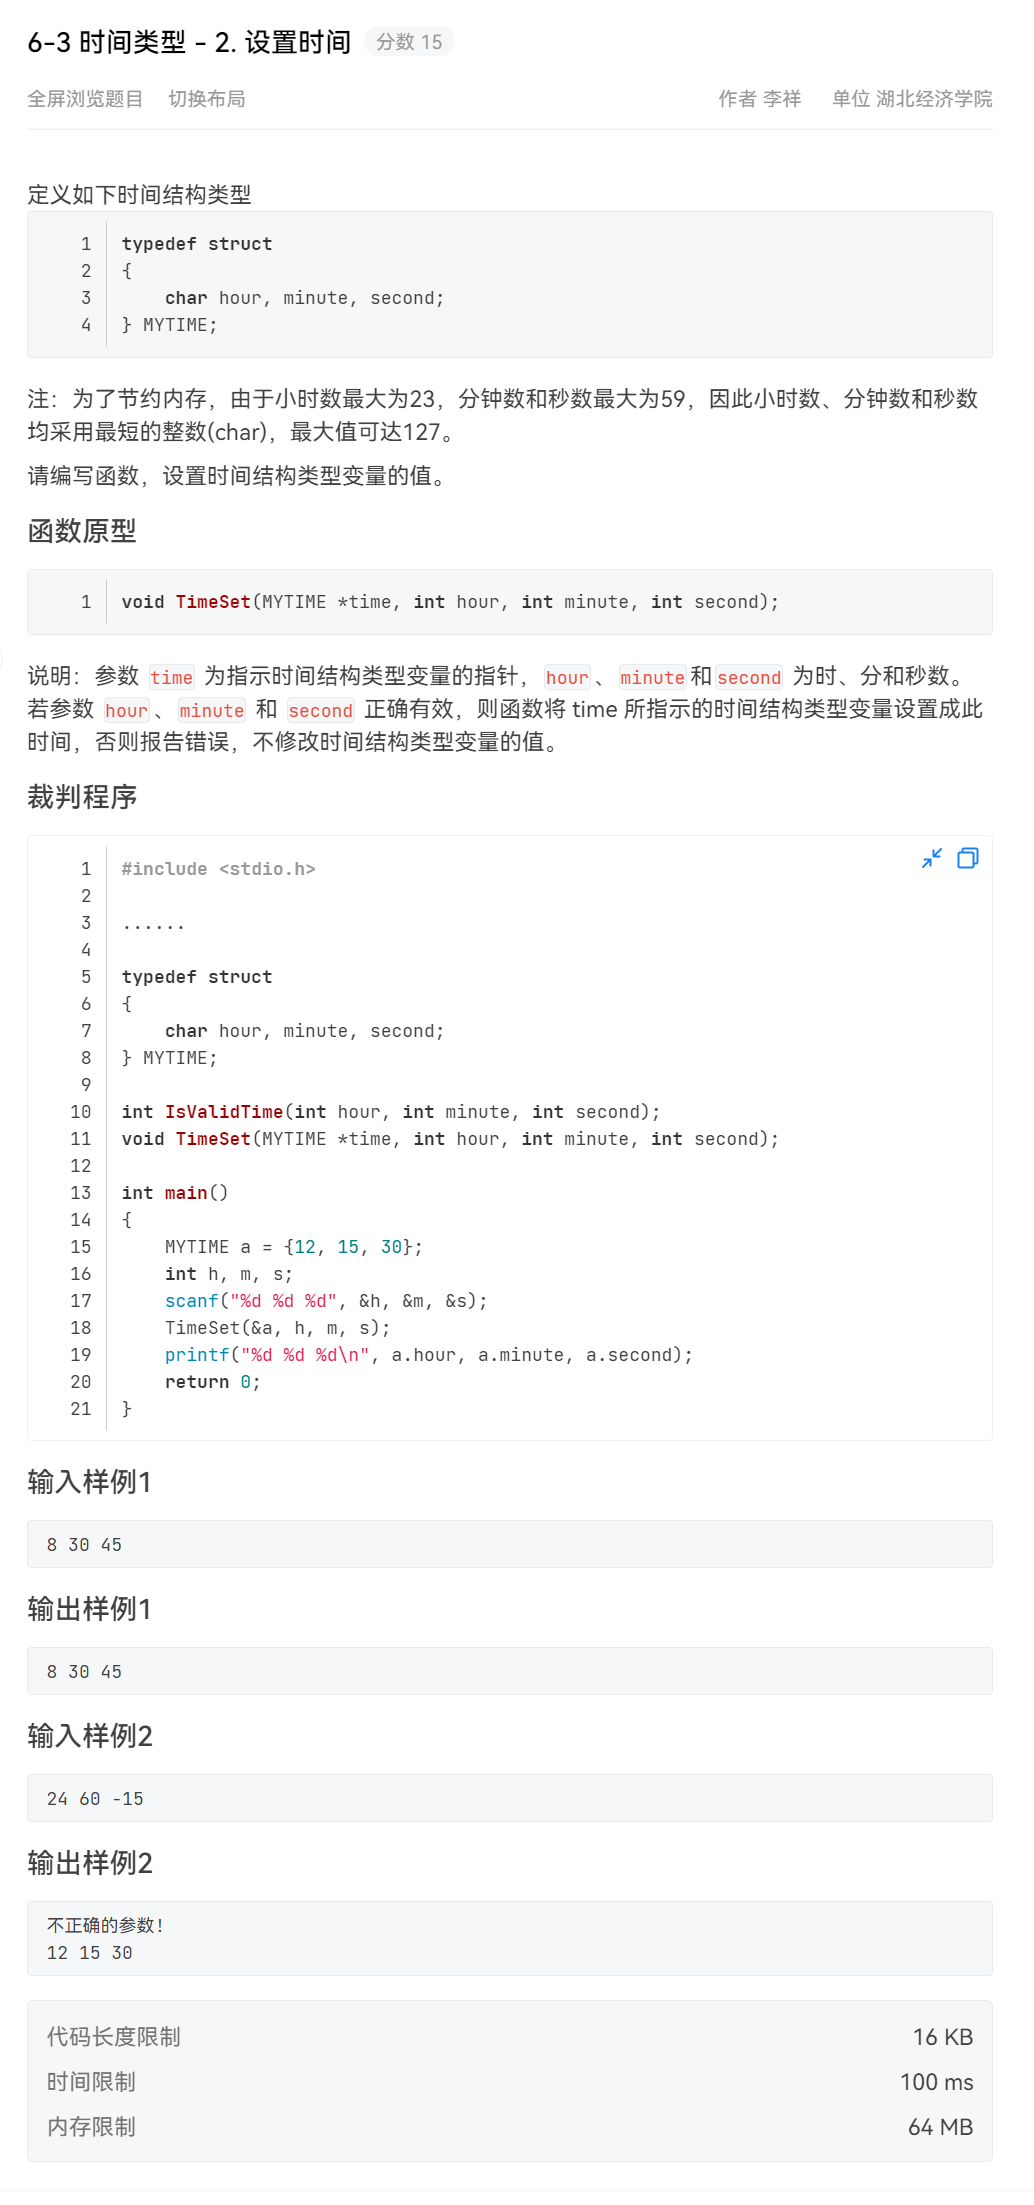 6-3 时间类型 - 2. 设置时间 分数 15
全屏浏览题目 切换布局 作者 李祥 单位 湖北经济学院
定义如下时间结构类型
1 typedef struct
2 {
3     char hour, minute, second;
4 } MYTIME;
注：为了节约内存，由于小时数最大为23，分钟数和秒数最大为59，因此小时数、分钟数和秒数
均采用最短的整数(char)，最大值可达127。
请编写函数，设置时间结构类型变量的值。
函数原型
1 void TimeSet(MYTIME *time, int hour, int minute, int second);
说明：参数 time 为指示时间结构类型变量的指针，hour 、minute 和 second 为时、分和秒数。
若参数 hour 、minute 和 second 正确有效，则函数将 time 所指示的时间结构类型变量设置成此
时间，否则报告错误，不修改时间结构类型变量的值。
裁判程序
1 #include <stdio.h>
2
3 ......
4
5 typedef struct
6 {
7     char hour, minute, second;
8 } MYTIME;
9
10 int IsValidTime(int hour, int minute, int second);
11 void TimeSet(MYTIME *time, int hour, int minute, int second);
12
13 int main()
14 {
15     MYTIME a = {12, 15, 30};
16     int h, m, s;
17     scanf("%d %d %d", &h, &m, &s);
18     TimeSet(&a, h, m, s);
19     printf("%d %d %d\n", a.hour, a.minute, a.second);
20     return 0;
21 }
输入样例1
8 30 45
输出样例1
8 30 45
输入样例2
24 60 -15
输出样例2
不正确的参数！
12 15 30
代码长度限制 16 KB
时间限制 100 ms
内存限制 64 MB